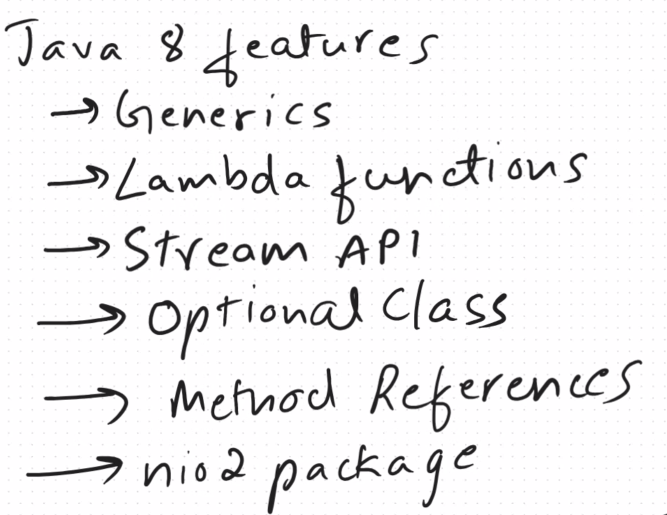 Java 8 features
→ Generics
→ Lambda functions
→ Stream API
→ Optional Class
→ Method References
→ nio2 package